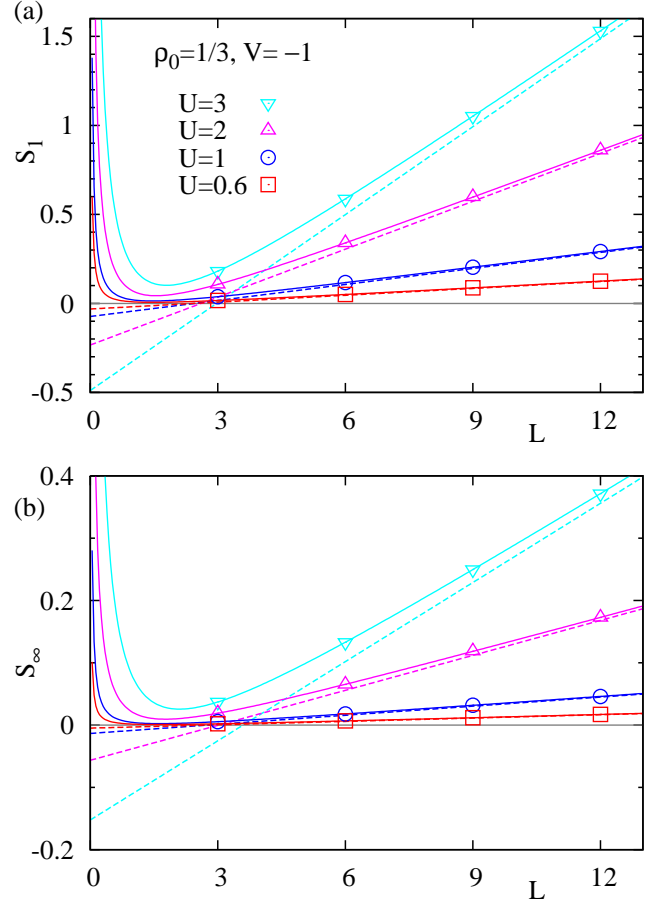 (a)
1.5
1
0.5
0
-0.5
S₁
ρ₀=1/3, V= −1
U=3
U=2
U=1
U=0.6
0 3 6 9 12
L
(b)
0.4
0.2
0
-0.2
S∞
0 3 6 9 12
L